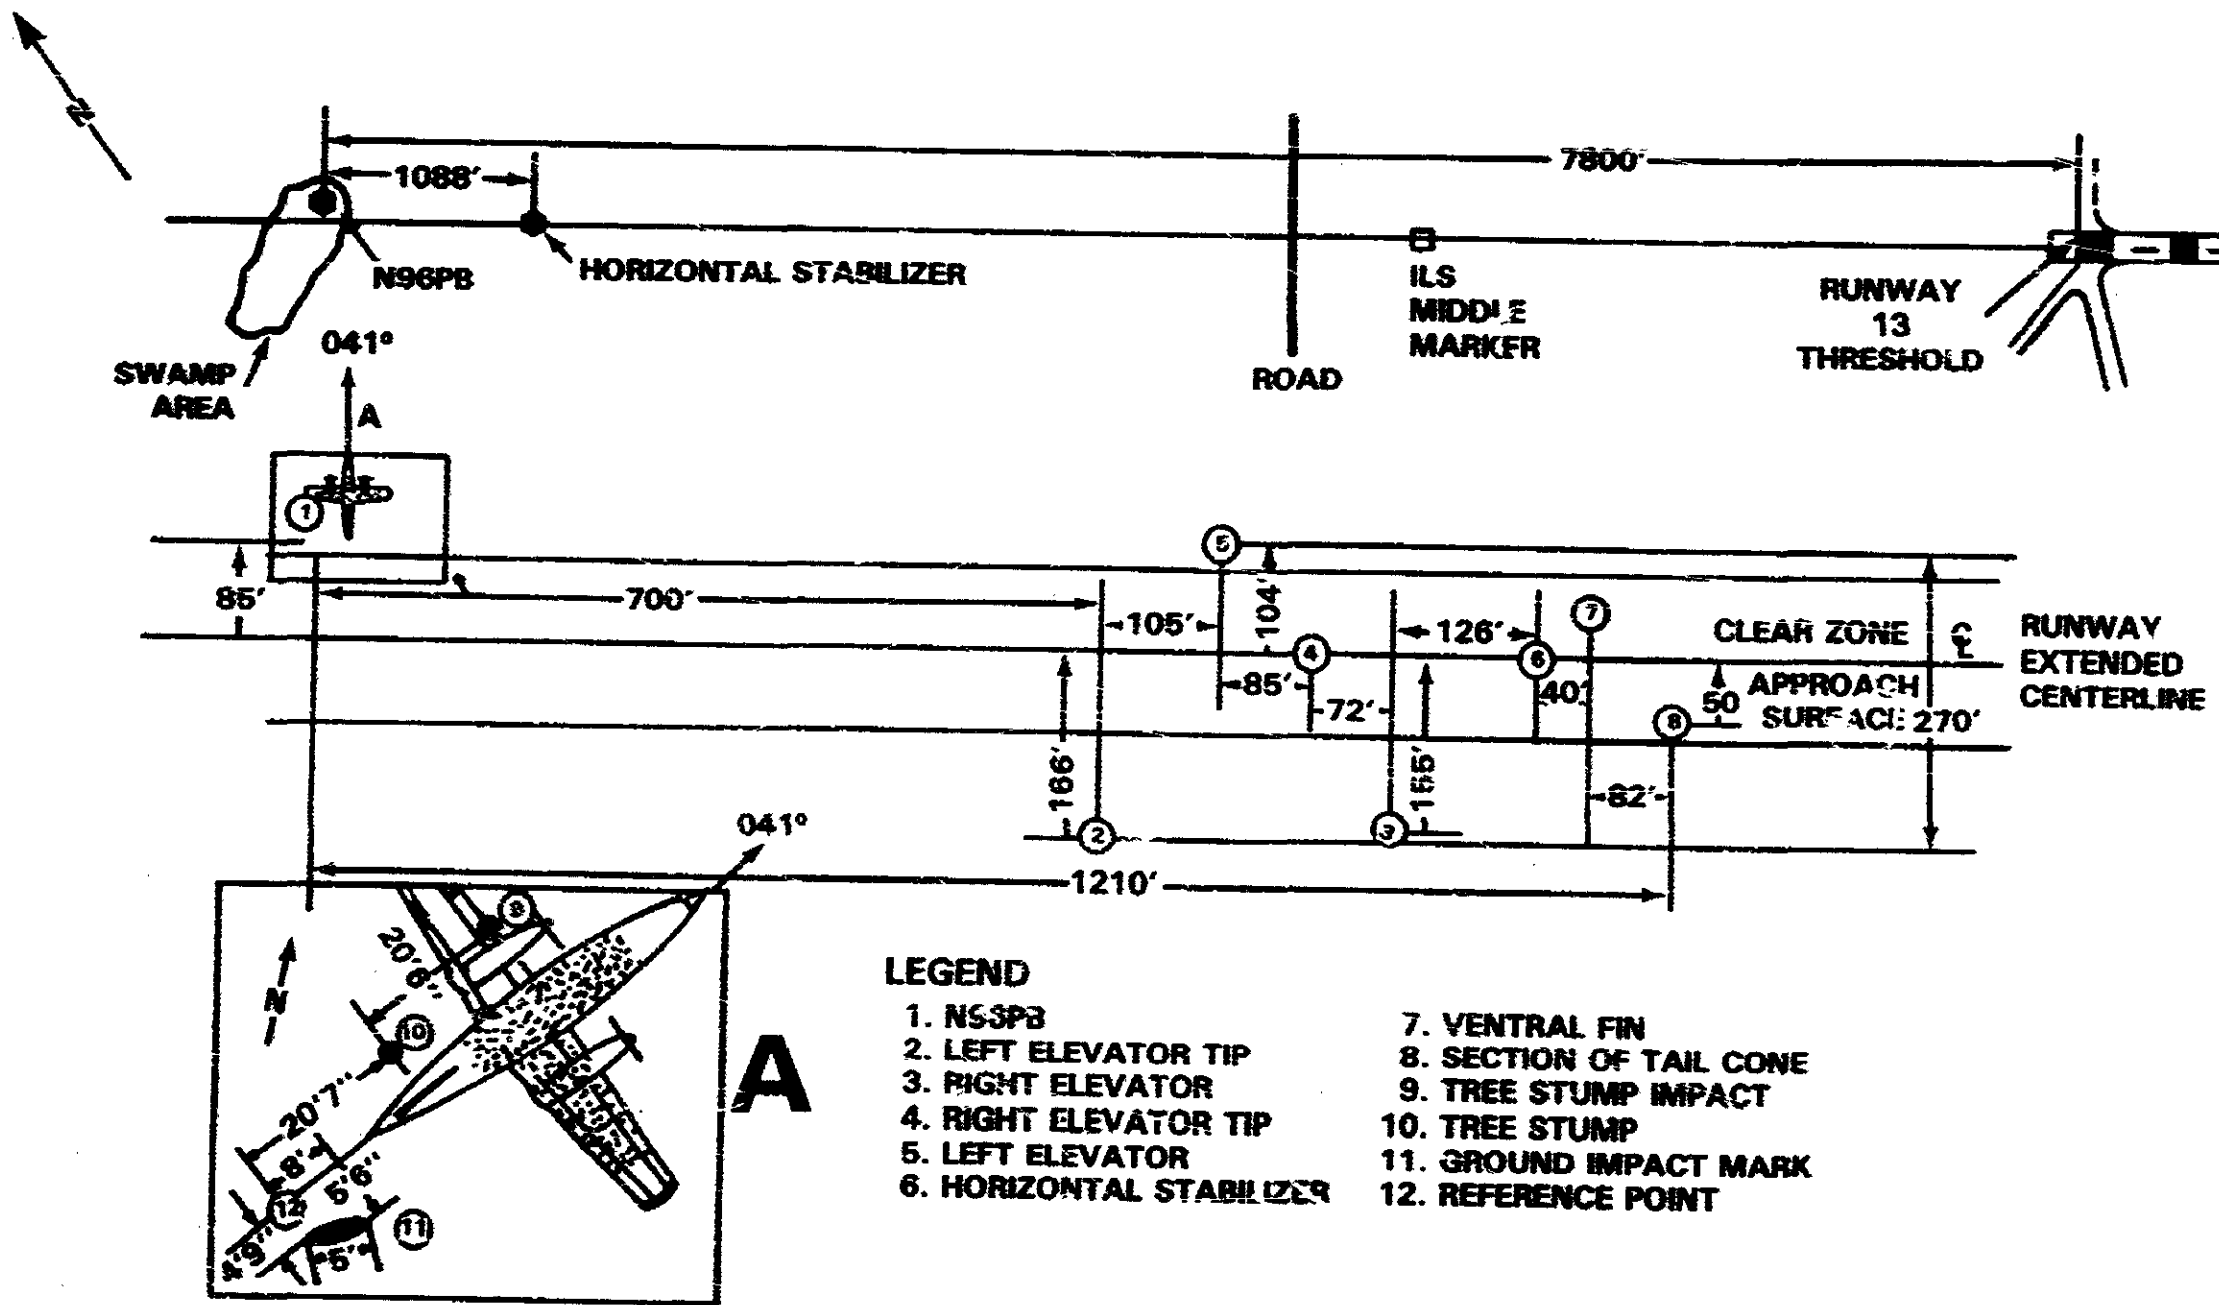 N
7800'
1088'
N96PB
HORIZONTAL STABILIZER
ILS
MIDDLE
MARKER
ROAD
RUNWAY
13
THRESHOLD
SWAMP
AREA
041°
A
1
85'
700'
105'
5
104'
4
126'
6
7
CLEAR ZONE
℄
RUNWAY
EXTENDED
CENTERLINE
85'
72'
40'
50
APPROACH
SURFACE
270'
8
166'
155'
82'
2
3
1210'
041°
N
9
20'6"
10
20'7"
8'
5'6"
12
11
5'
A
LEGEND
1. N96PB
2. LEFT ELEVATOR TIP
3. RIGHT ELEVATOR
4. RIGHT ELEVATOR TIP
5. LEFT ELEVATOR
6. HORIZONTAL STABILIZER
7. VENTRAL FIN
8. SECTION OF TAIL CONE
9. TREE STUMP IMPACT
10. TREE STUMP
11. GROUND IMPACT MARK
12. REFERENCE POINT